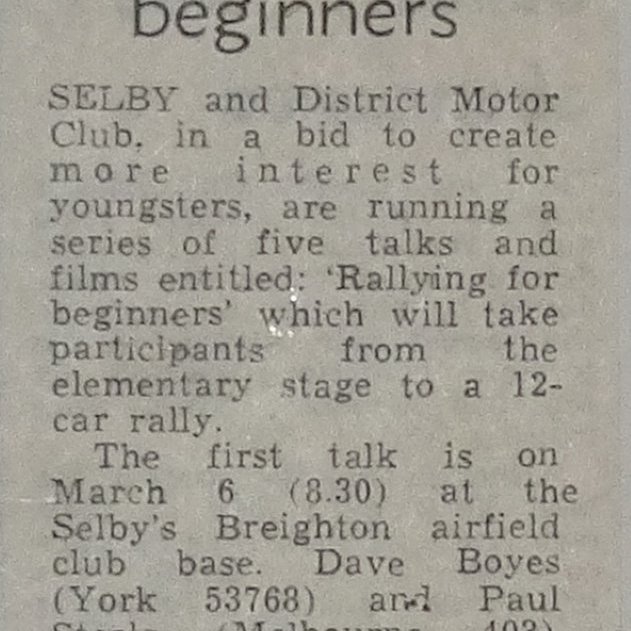 beginners
SELBY and District Motor
Club, in a bid to create
more interest for
youngsters, are running a
series of five talks and
films entitled: ‘Rallying for
beginners’ which will take
participants from the
elementary stage to a 12-
car rally.
The first talk is on
March 6 (8.30) at the
Selby's Breighton airfield
club base. Dave Boyes
(York 53768) and Paul
(Melbourne 403)